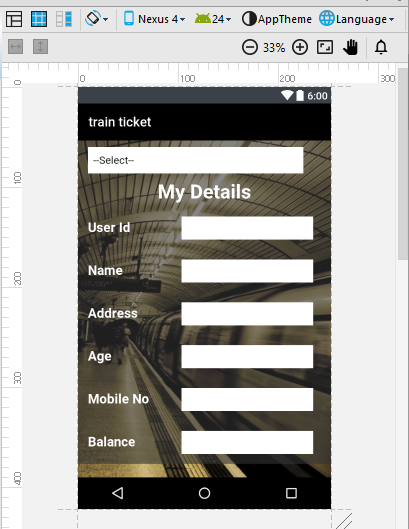 Nexus 4 24 AppTheme Language
33%
0 100 200 300
0
100
200
300
400
6:00
train ticket
--Select--
My Details
User Id
Name
Address
Age
Mobile No
Balance